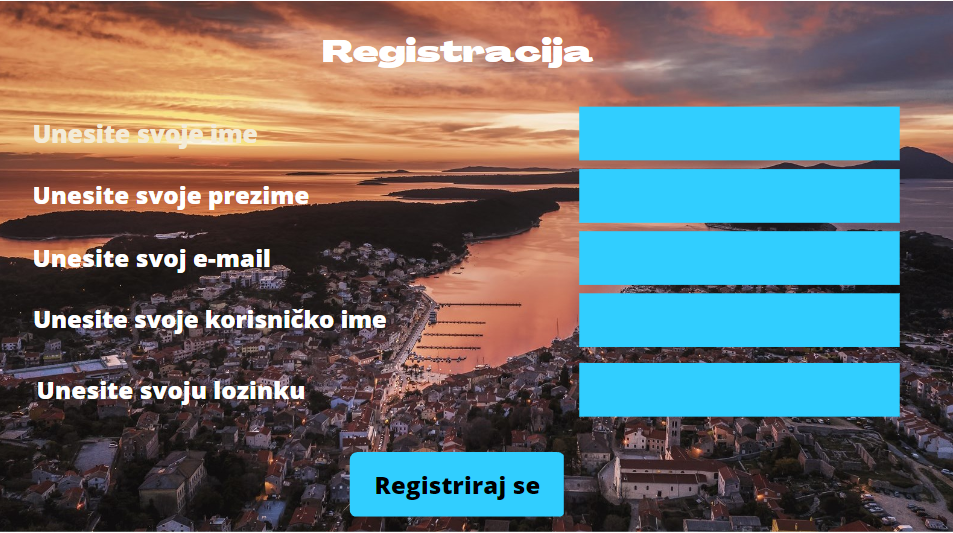 Registracija
Unesite svoje ime
Unesite svoje prezime
Unesite svoj e-mail
Unesite svoje korisničko ime
Unesite svoju lozinku
Registriraj se